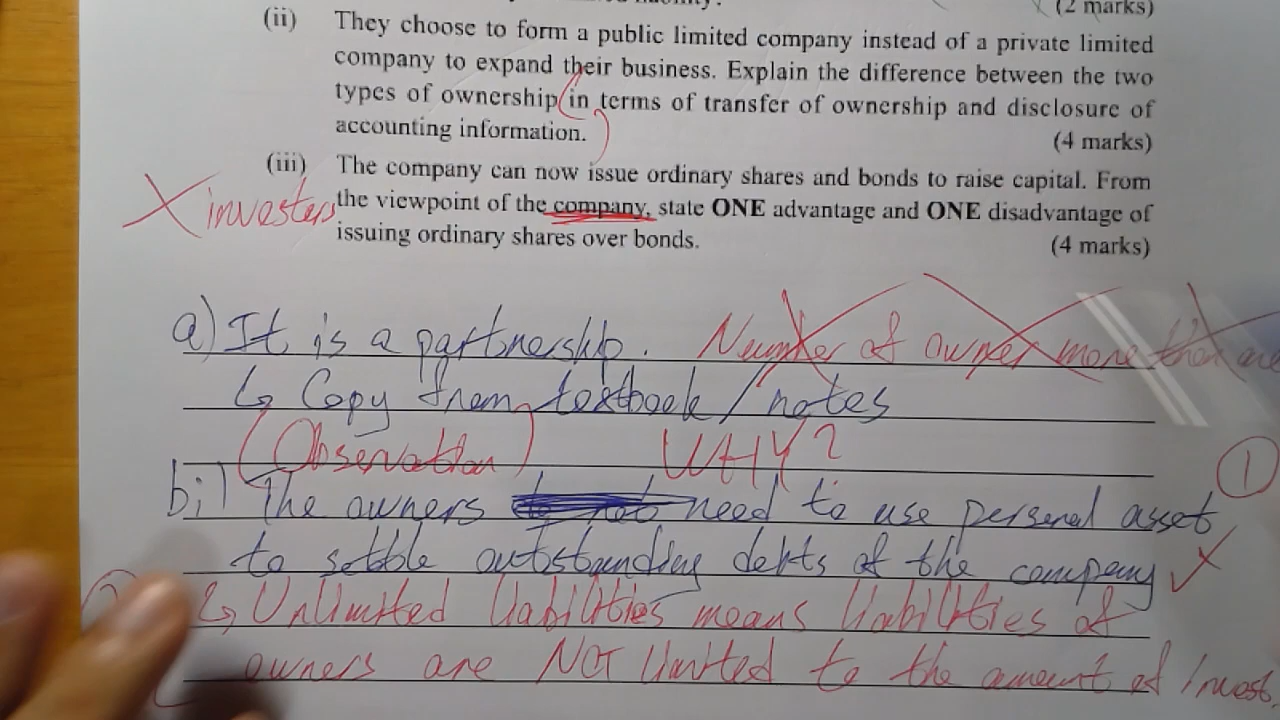 (2 marks)
(ii) They choose to form a public limited company instead of a private limited
company to expand their business. Explain the difference between the two
types of ownership (in terms of transfer of ownership and disclosure of
accounting information.) (4 marks)
(iii) The company can now issue ordinary shares and bonds to raise capital. From
X investers the viewpoint of the company, state ONE advantage and ONE disadvantage of
issuing ordinary shares over bonds. (4 marks)
a) It is a partnership. Number of owner more than
↳ Copy from textbook / notes
(Observation) WHY?
1
bi) The owners need to use personal asset
to settle outstanding debts of the company ✓
↳ Unlimited liabilities means liabilities of
owners are NOT limited to the amount of invest.